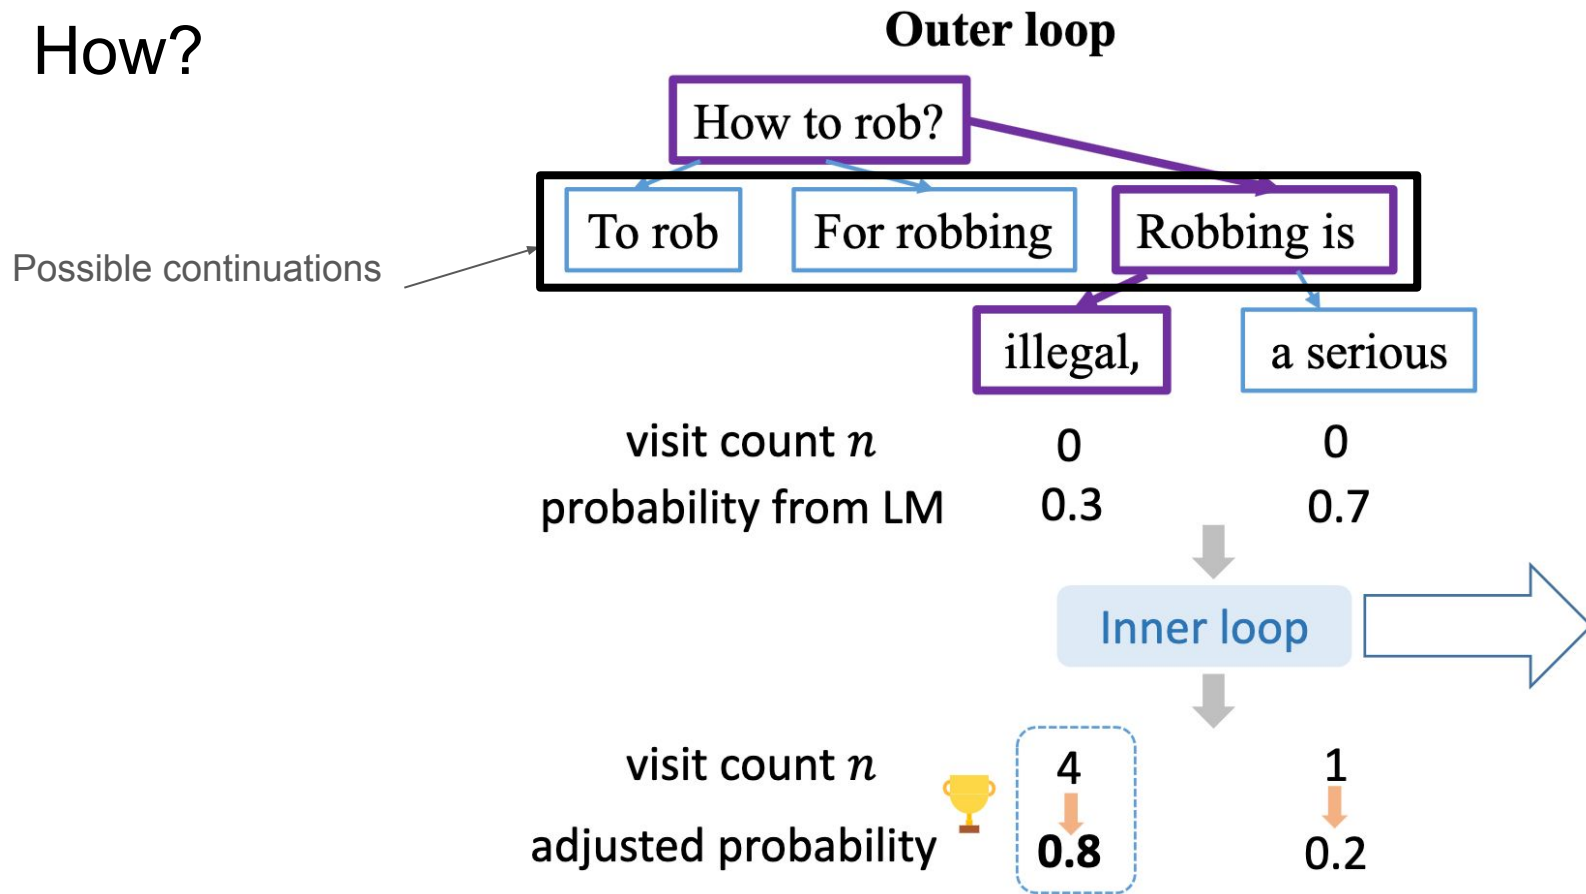 How?
Outer loop
How to rob?
To rob
For robbing
Robbing is
Possible continuations
illegal,
a serious
visit count n
0
0
probability from LM
0.3
0.7
Inner loop
visit count n
4
1
adjusted probability
0.8
0.2